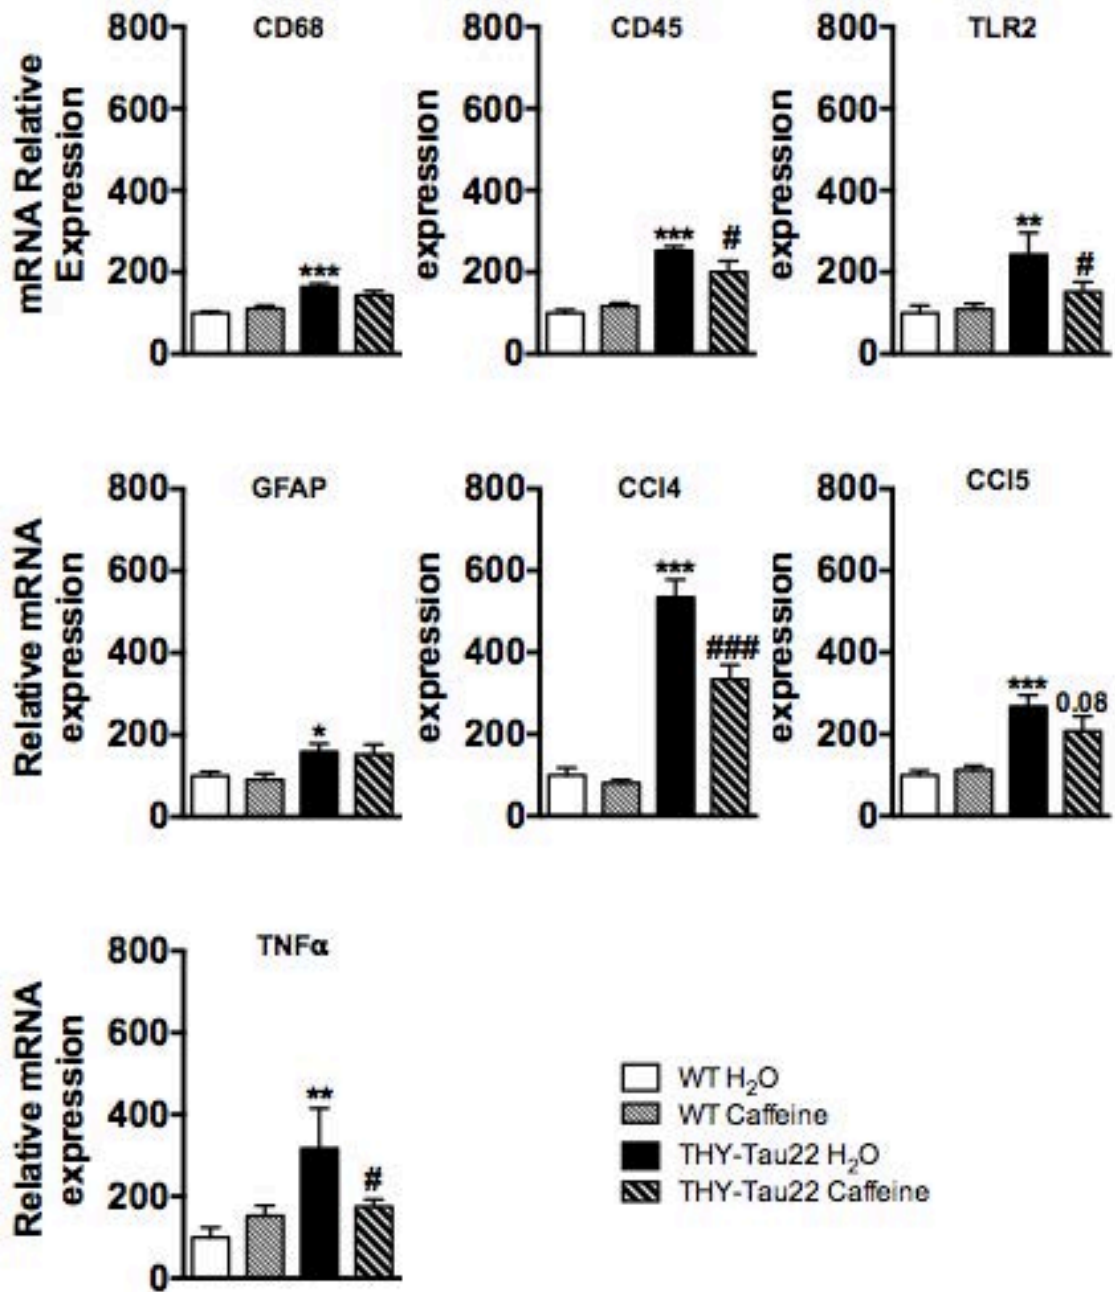 CD68
CD45
TLR2
mRNA Relative
Expression
800
600
400
200
0
***
expression
800
600
400
200
0
***
#
expression
800
600
400
200
0
**
#
GFAP
CCl4
CCl5
Relative mRNA
expression
800
600
400
200
0
*
expression
800
600
400
200
0
***
###
expression
800
600
400
200
0
***
0.08
TNFα
Relative mRNA
expression
800
600
400
200
0
**
#
WT H₂O
WT Caffeine
THY-Tau22 H₂O
THY-Tau22 Caffeine